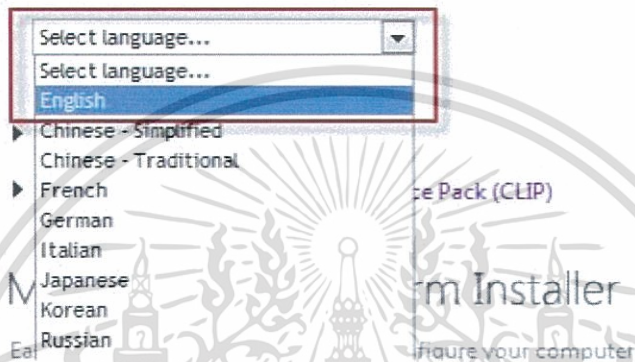 Select language...
Select language...
English
Chinese - Simplified
Chinese - Traditional
French
ce Pack (CLIP)
German
Italian
Japanese
rm Installer
Korean
Russian
figure your computer